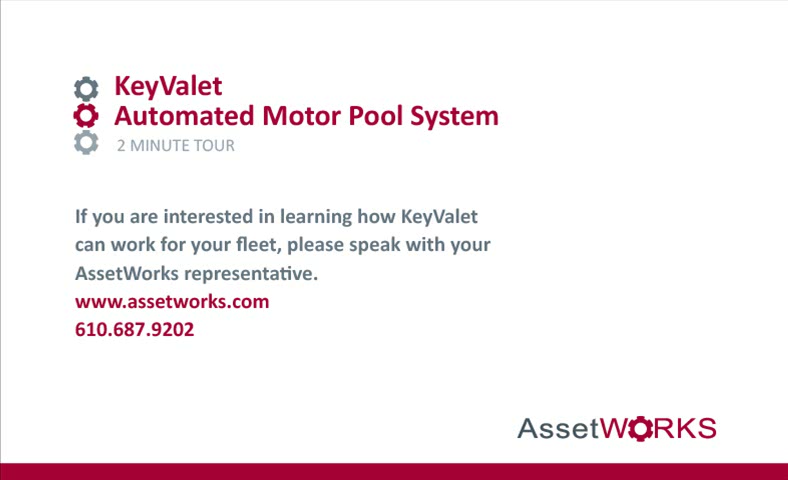 KeyValet
Automated Motor Pool System
2 MINUTE TOUR
If you are interested in learning how KeyValet
can work for your fleet, please speak with your
AssetWorks representative.
www.assetworks.com
610.687.9202
AssetWORKS